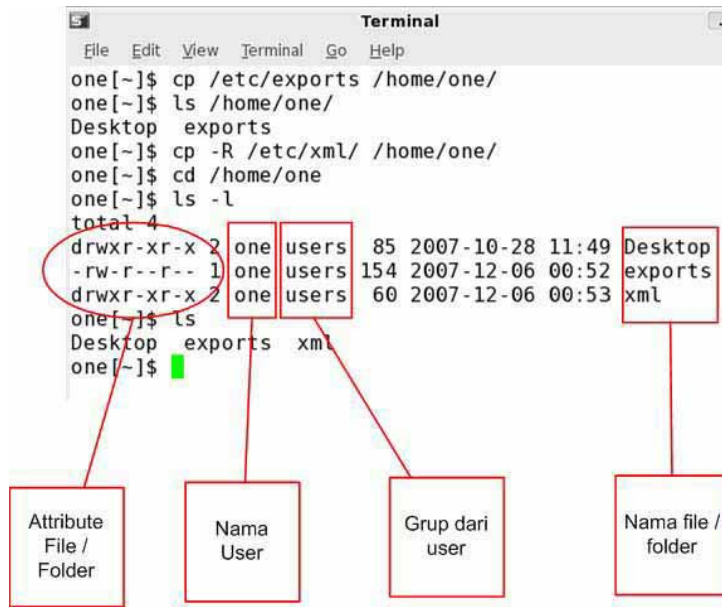 Terminal
File Edit View Terminal Go Help
one[~]$ cp /etc/exports /home/one/
one[~]$ ls /home/one/
Desktop exports
one[~]$ cp -R /etc/xml/ /home/one/
one[~]$ cd /home/one
one[~]$ ls -l
total 4
drwxr-xr-x 2 one users 85 2007-10-28 11:49 Desktop
-rw-r--r-- 1 one users 154 2007-12-06 00:52 exports
drwxr-xr-x 2 one users 60 2007-12-06 00:53 xml
one[~]$ ls
Desktop exports xml
one[~]$
Attribute
File /
Folder
Nama
User
Grup dari
user
Nama file /
folder